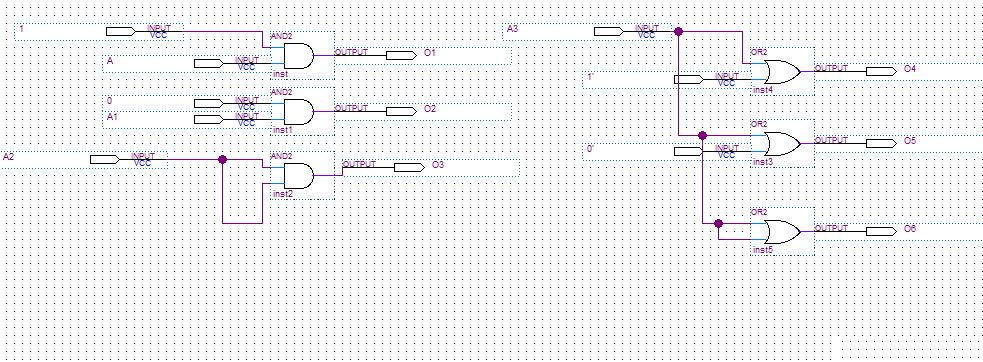 1 INPUT VCC
AND2
A INPUT VCC
inst
OUTPUT O1
0 INPUT VCC
A1 INPUT VCC
AND2
inst1
OUTPUT O2
A2 INPUT VCC
AND2
inst2
OUTPUT O3
A3 INPUT VCC
OR2
1' INPUT VCC
inst4
OUTPUT O4
OR2
0' INPUT VCC
inst3
OUTPUT O5
OR2
inst5
OUTPUT O6